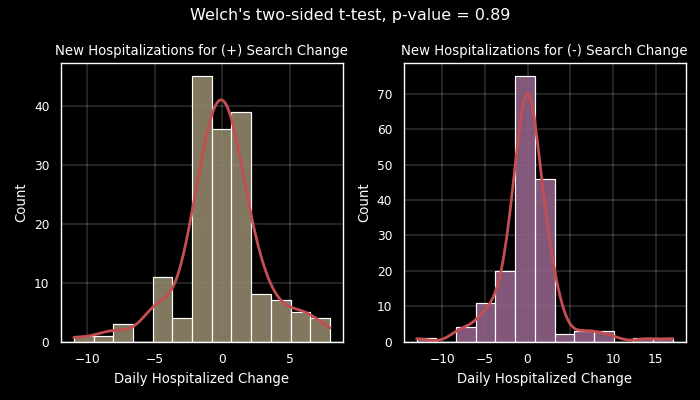 Welch's two-sided t-test, p-value = 0.89
New Hospitalizations for (+) Search Change
40
30
20
10
0
Count
−10 −5 0 5
Daily Hospitalized Change
New Hospitalizations for (-) Search Change
70
60
50
40
30
20
10
0
Count
−10 −5 0 5 10 15
Daily Hospitalized Change